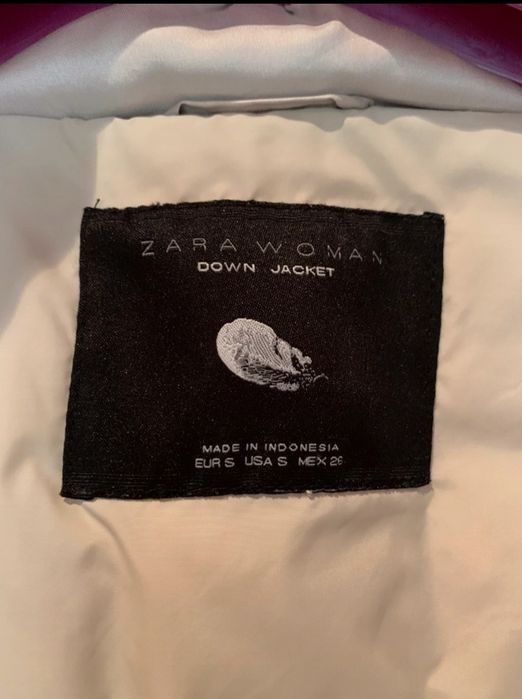 ZARA WOMAN
DOWN JACKET
MADE IN INDONESIA
EUR S USA S MEX 26